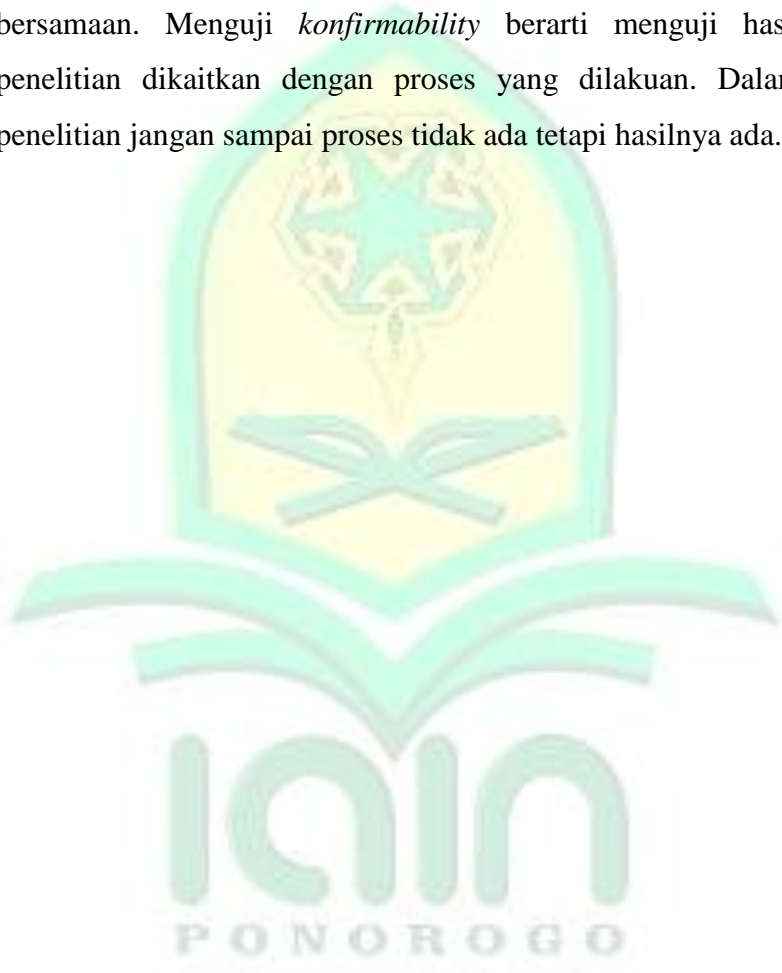 bersamaan. Menguji konfirmability berarti menguji has
penelitian dikaitkan dengan proses yang dilakuan. Dalam
penelitian jangan sampai proses tidak ada tetapi hasilnya ada.
IAIN
PONOROGO